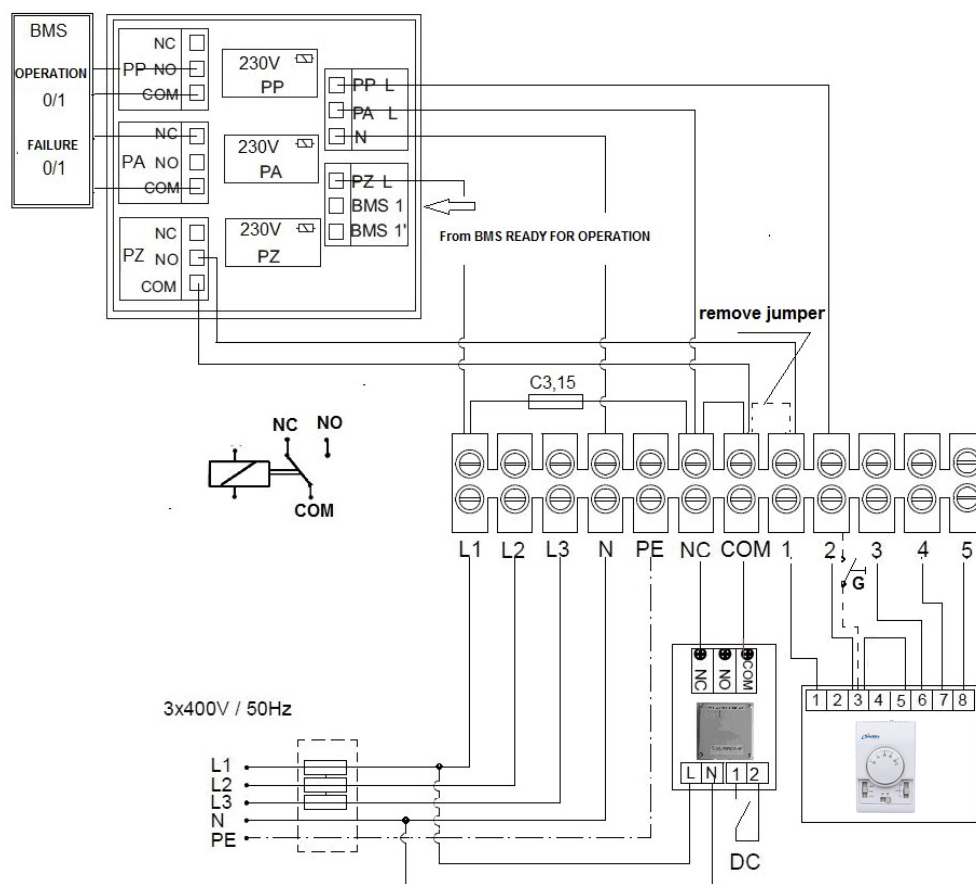 BMS
OPERATION
0/1
FAILURE
0/1
NC
PP NO
COM
NC
PA NO
COM
NC
PZ NO
COM
230V
PP
230V
PA
230V
PZ
PP L
PA L
N
PZ L
BMS 1
BMS 1'
From BMS READY FOR OPERATION
remove jumper
C3,15
NC NO
COM
L1 L2 L3 N PE NC COM 1 2 3 4 5
G
NC NO COM
L N 1 2
DC
1 2 3 4 5 6 7 8
3x400V / 50Hz
L1
L2
L3
N
PE